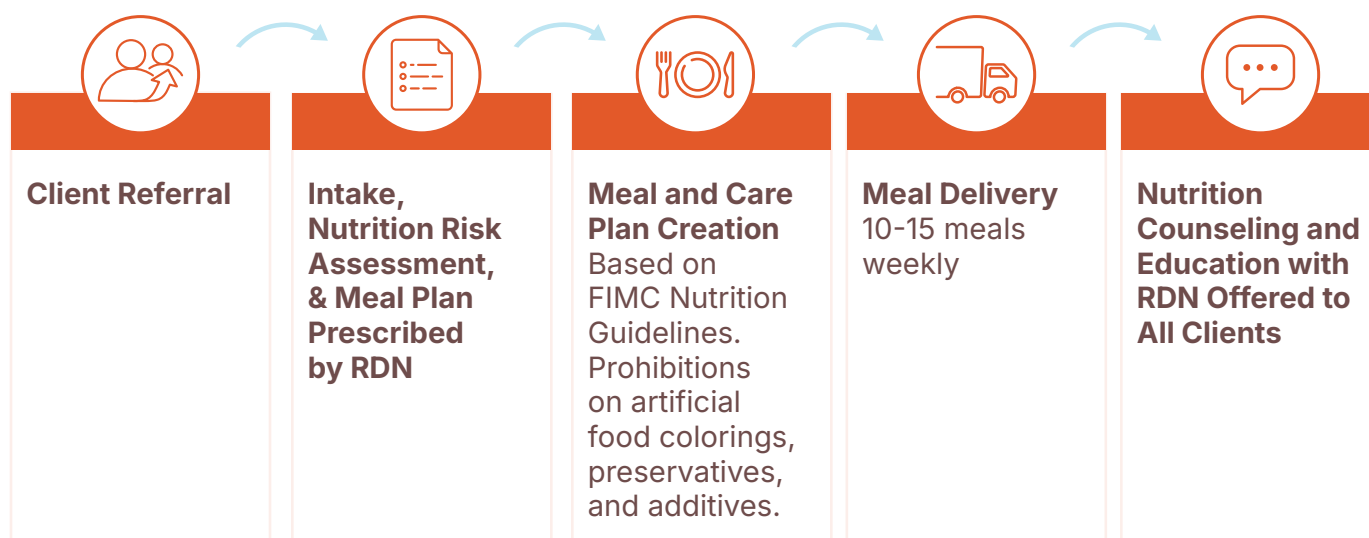 Client Referral
Intake,
Nutrition Risk
Assessment,
& Meal Plan
Prescribed
by RDN
Meal and Care
Plan Creation
Based on
FIMC Nutrition
Guidelines.
Prohibitions
on artificial
food colorings,
preservatives,
and additives.
Meal Delivery
10-15 meals
weekly
Nutrition
Counseling and
Education with
RDN Offered to
All Clients